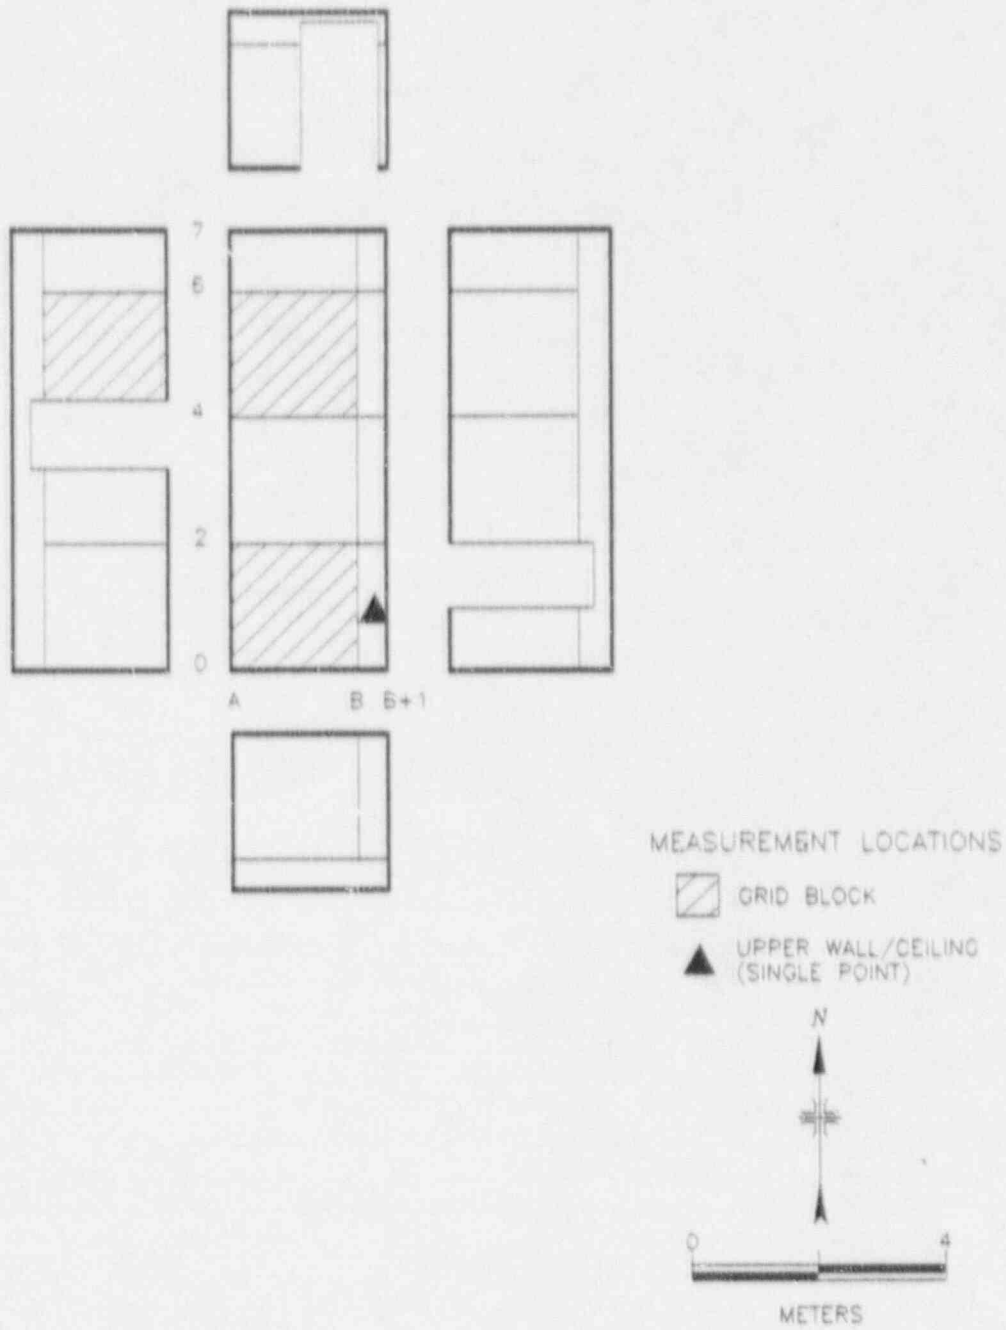 7
6
4
2
0
A B B+1
MEASUREMENT LOCATIONS
GRID BLOCK
UPPER WALL/CEILING
(SINGLE POINT)
N
0 4
METERS